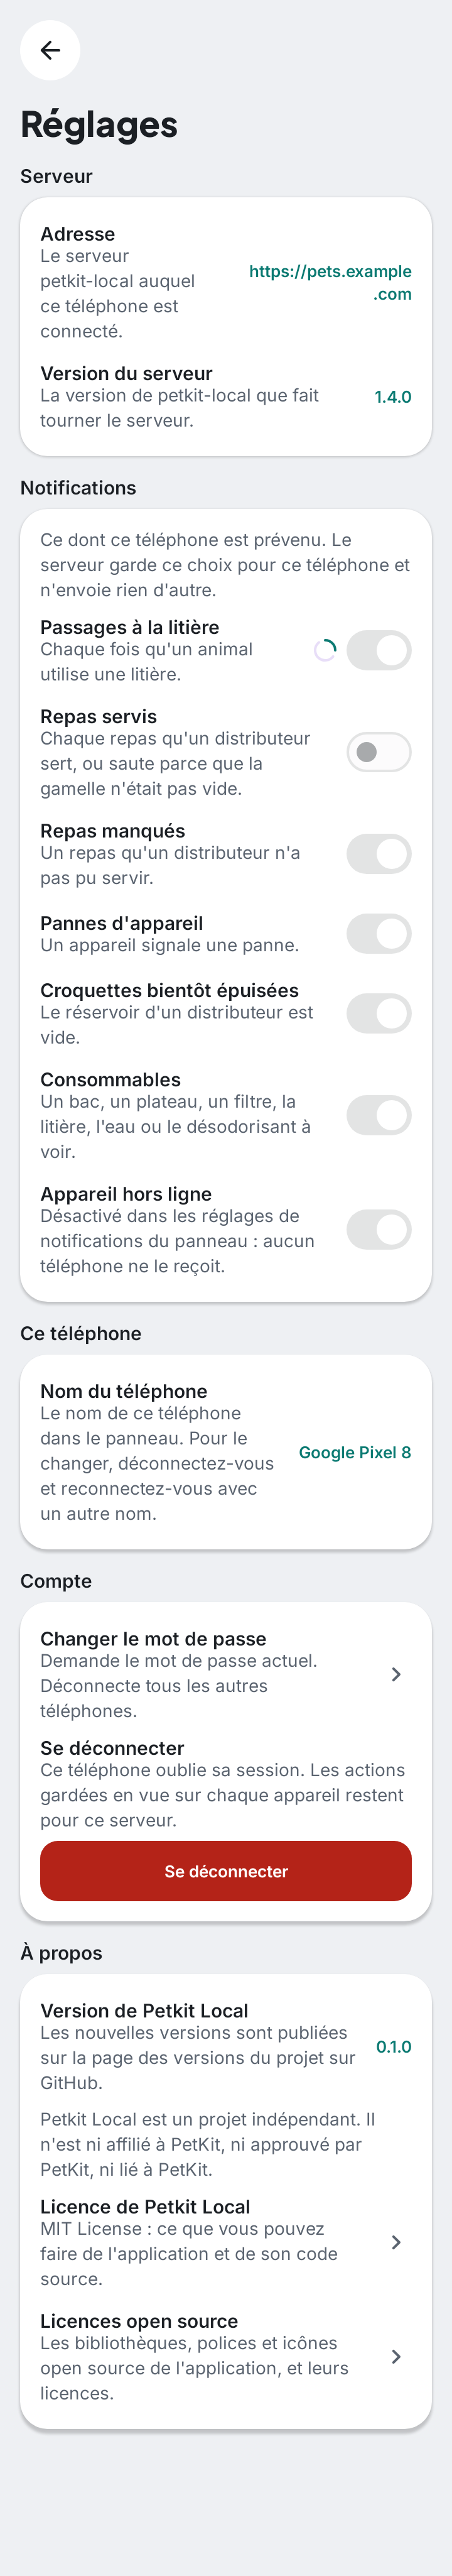 Réglages
Serveur
Adresse
Le serveur
petkit-local auquel
ce téléphone est
connecté.
https://pets.example
.com
Version du serveur
La version de petkit-local que fait
tourner le serveur.
1.4.0
Notifications
Ce dont ce téléphone est prévenu. Le
serveur garde ce choix pour ce téléphone et
n'envoie rien d'autre.
Passages à la litière
Chaque fois qu'un animal
utilise une litière.
Repas servis
Chaque repas qu'un distributeur
sert, ou saute parce que la
gamelle n'était pas vide.
Repas manqués
Un repas qu'un distributeur n'a
pas pu servir.
Pannes d'appareil
Un appareil signale une panne.
Croquettes bientôt épuisées
Le réservoir d'un distributeur est
vide.
Consommables
Un bac, un plateau, un filtre, la
litière, l'eau ou le désodorisant à
voir.
Appareil hors ligne
Désactivé dans les réglages de
notifications du panneau : aucun
téléphone ne le reçoit.
Ce téléphone
Nom du téléphone
Le nom de ce téléphone
dans le panneau. Pour le
changer, déconnectez-vous
et reconnectez-vous avec
un autre nom.
Google Pixel 8
Compte
Changer le mot de passe
Demande le mot de passe actuel.
Déconnecte tous les autres
téléphones.
Se déconnecter
Ce téléphone oublie sa session. Les actions
gardées en vue sur chaque appareil restent
pour ce serveur.
Se déconnecter
À propos
Version de Petkit Local
Les nouvelles versions sont publiées
sur la page des versions du projet sur
GitHub.
0.1.0
Petkit Local est un projet indépendant. Il
n'est ni affilié à PetKit, ni approuvé par
PetKit, ni lié à PetKit.
Licence de Petkit Local
MIT License : ce que vous pouvez
faire de l'application et de son code
source.
Licences open source
Les bibliothèques, polices et icônes
open source de l'application, et leurs
licences.